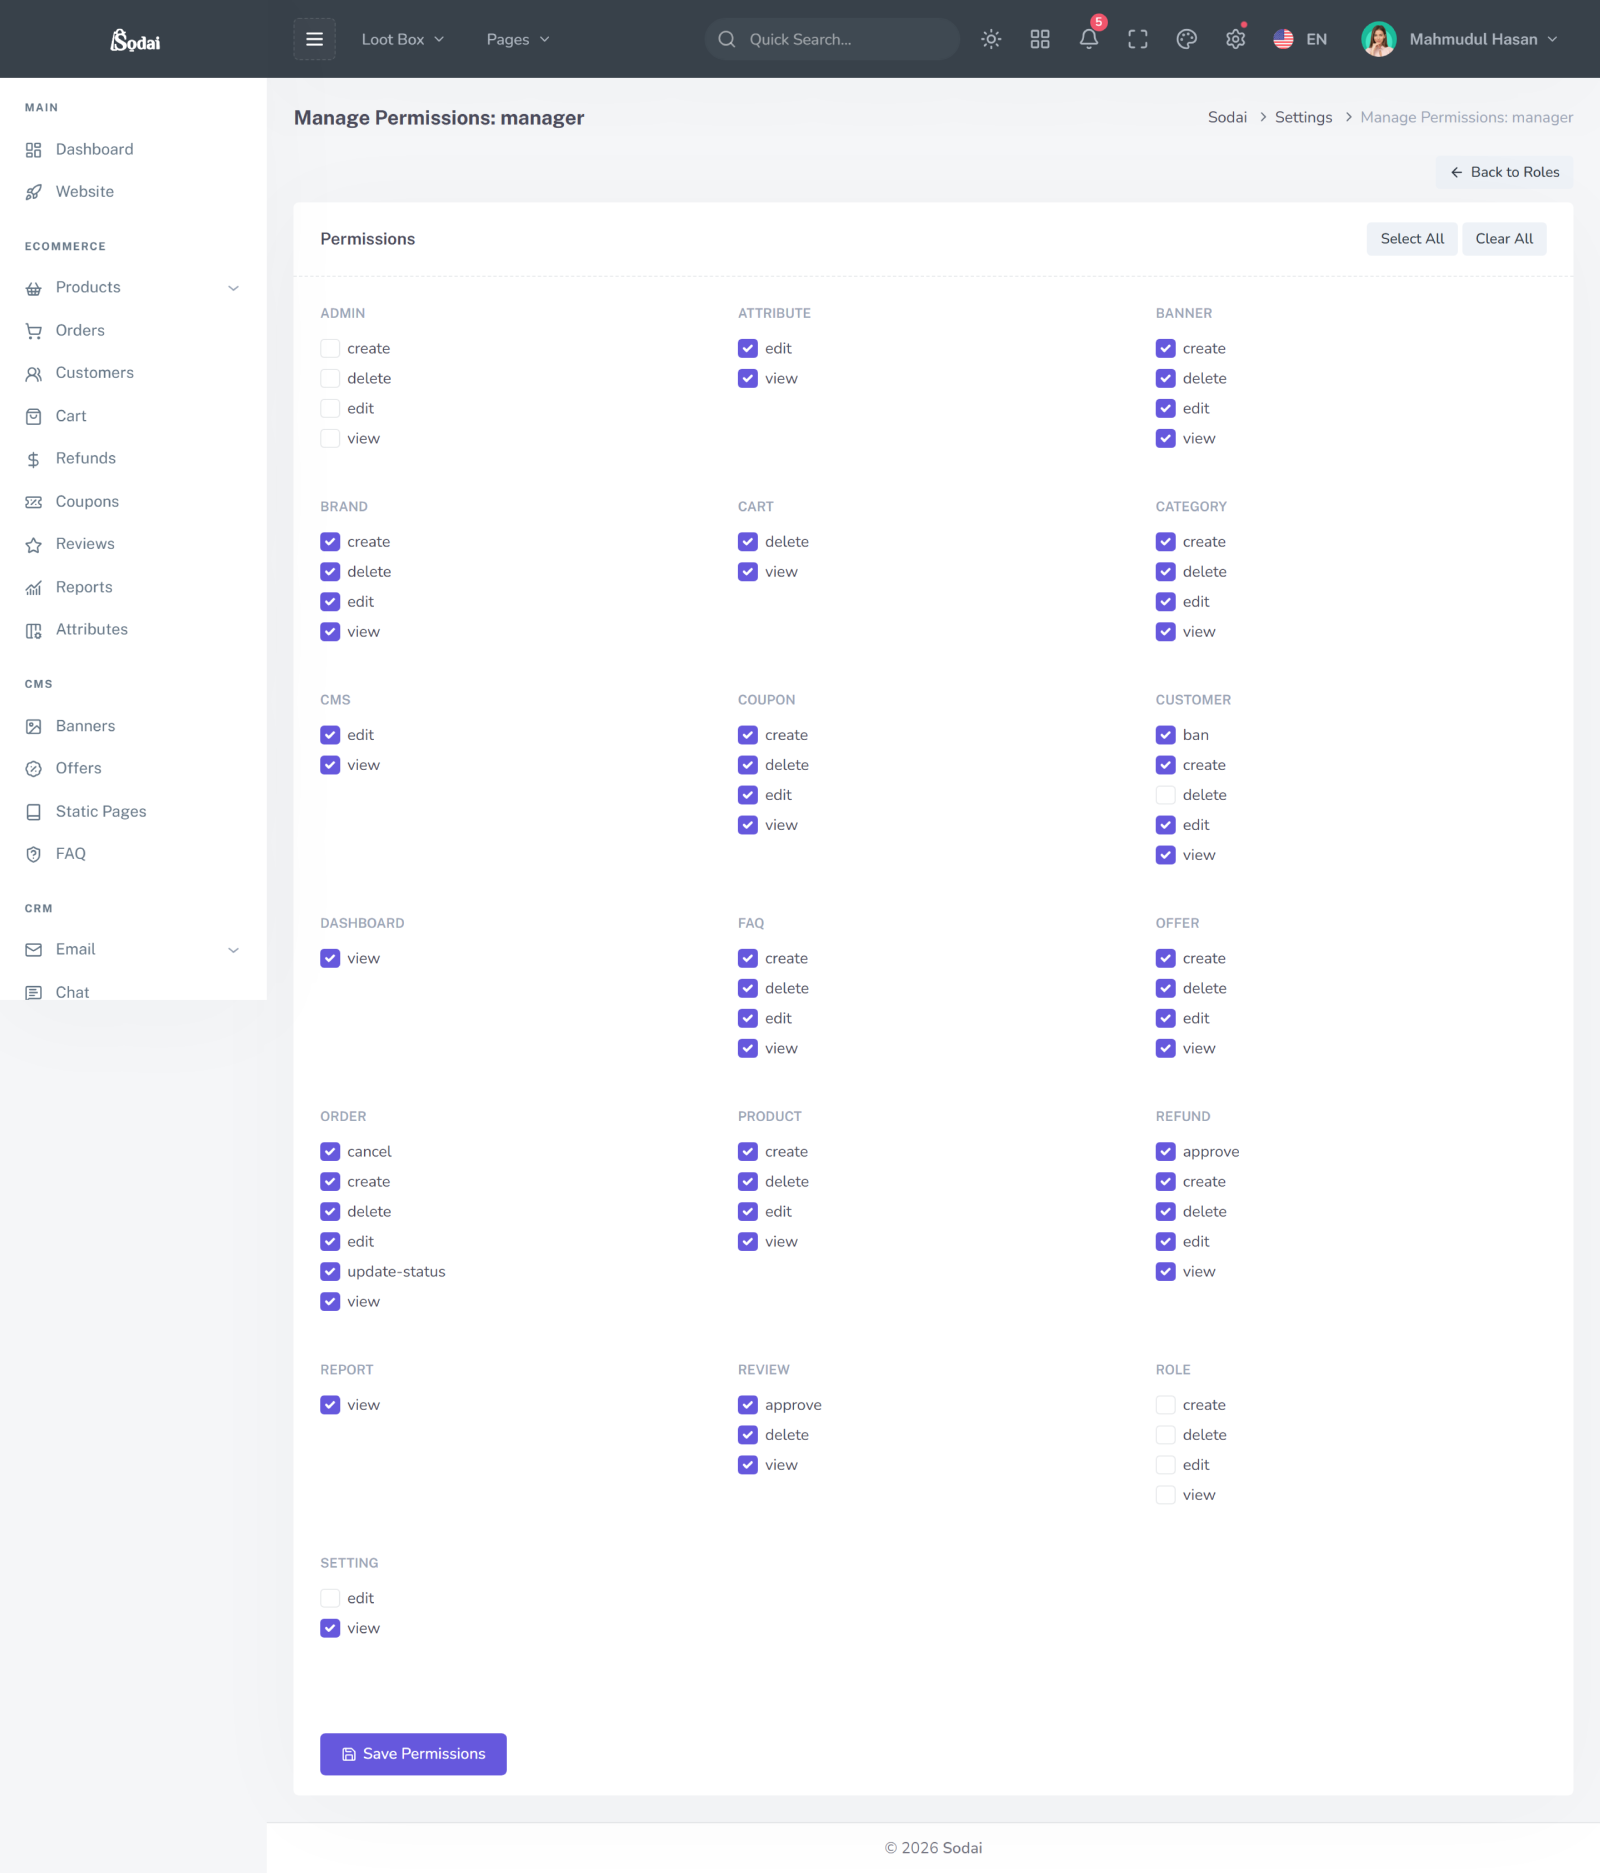 Sodai
Loot Box
Pages
Quick Search...
5
EN
Mahmudul Hasan
MAIN
Dashboard
Website
ECOMMERCE
Products
Orders
Customers
Cart
Refunds
Coupons
Reviews
Reports
Attributes
CMS
Banners
Offers
Static Pages
FAQ
CRM
Email
Chat
Manage Permissions: manager
Sodai > Settings > Manage Permissions: manager
Back to Roles
Permissions
Select All
Clear All
ADMIN
create
delete
edit
view
ATTRIBUTE
edit
view
BANNER
create
delete
edit
view
BRAND
create
delete
edit
view
CART
delete
view
CATEGORY
create
delete
edit
view
CMS
edit
view
COUPON
create
delete
edit
view
CUSTOMER
ban
create
delete
edit
view
DASHBOARD
view
FAQ
create
delete
edit
view
OFFER
create
delete
edit
view
ORDER
cancel
create
delete
edit
update-status
view
PRODUCT
create
delete
edit
view
REFUND
approve
create
delete
edit
view
REPORT
view
REVIEW
approve
delete
view
ROLE
create
delete
edit
view
SETTING
edit
view
Save Permissions
© 2026 Sodai